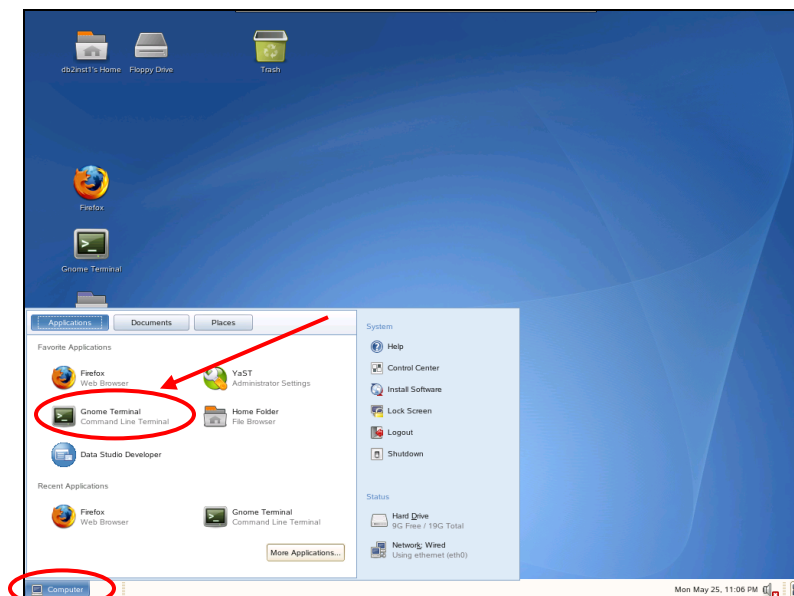 db2inst1's Home
Floppy Drive
Trash
Firefox
Gnome Terminal
Applications
Documents
Places
Favorite Applications
Firefox
Web Browser
YaST
Administrator Settings
Gnome Terminal
Command Line Terminal
Home Folder
File Browser
Data Studio Developer
Recent Applications
Firefox
Web Browser
Gnome Terminal
Command Line Terminal
More Applications...
System
Help
Control Center
Install Software
Lock Screen
Logout
Shutdown
Status
Hard Drive
9G Free / 19G Total
Network: Wired
Using ethernet (eth0)
Computer
Mon May 25, 11:06 PM